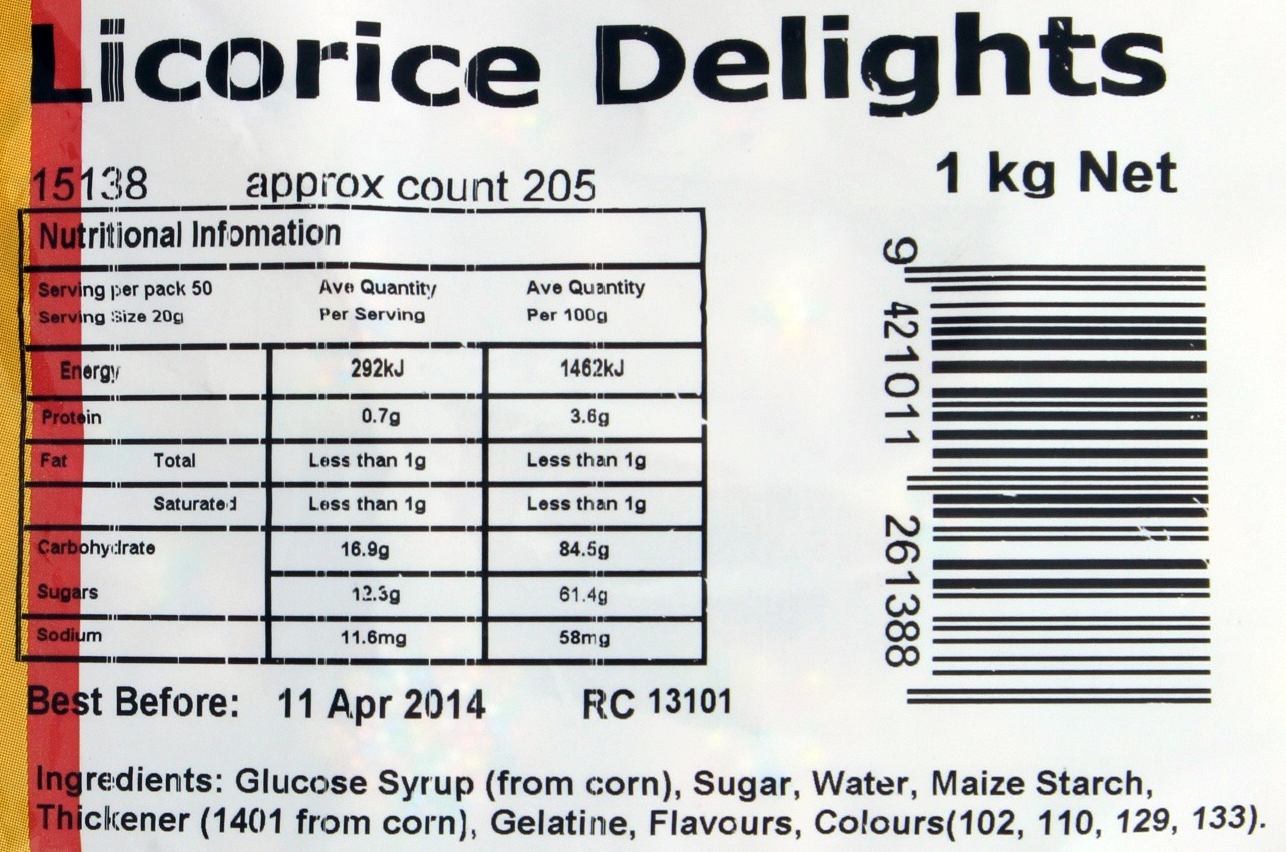 Licorice Delights
15138 approx count 205
1 kg Net
Nutritional Infomation
Serving per pack 50 Ave Quantity Ave Quantity
Serving Size 20g Per Serving Per 100g
Energy 292kJ 1462kJ
Protein 0.7g 3.6g
Fat Total Less than 1g Less than 1g
Saturated Less than 1g Less than 1g
Carbohydrate 16.9g 84.5g
Sugars 12.3g 61.4g
Sodium 11.6mg 58mg
9 421011 261388
Best Before: 11 Apr 2014 RC 13101
Ingredients: Glucose Syrup (from corn), Sugar, Water, Maize Starch,
Thickener (1401 from corn), Gelatine, Flavours, Colours(102, 110, 129, 133).